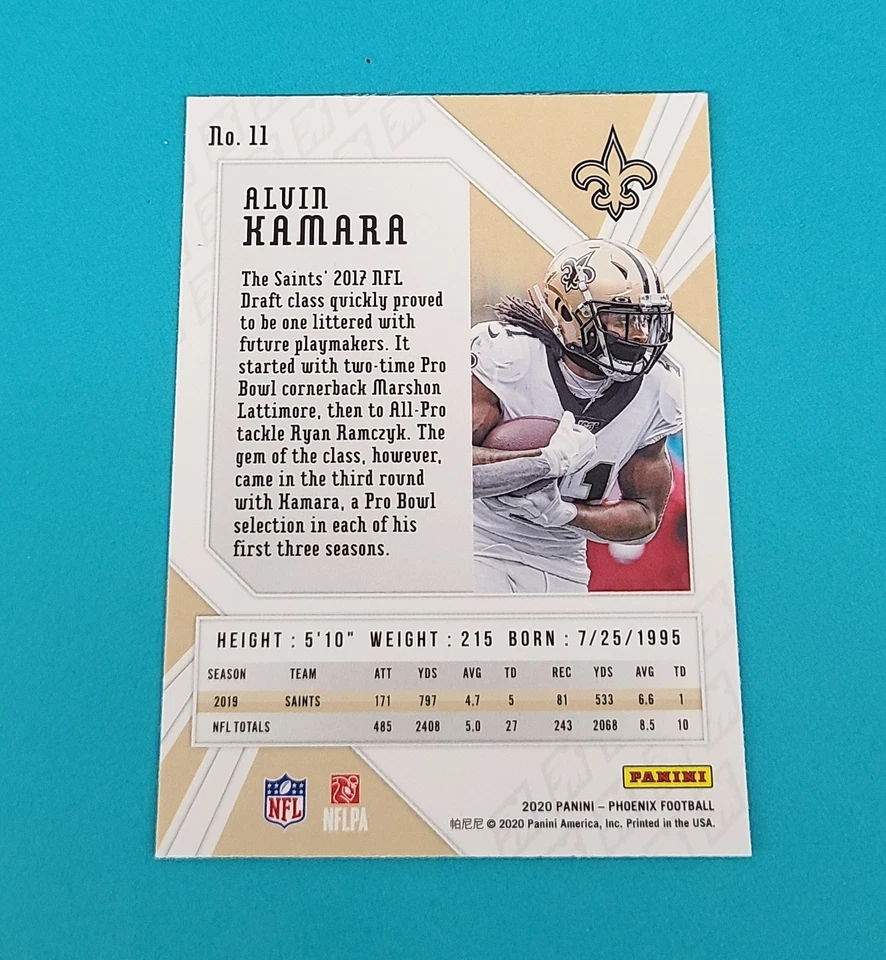 No. 11
ALVIN
KAMARA
The Saints' 2017 NFL
Draft class quickly proved
to be one littered with
future playmakers. It
started with two-time Pro
Bowl cornerback Marshon
Lattimore, then to All-Pro
tackle Ryan Ramczyk. The
gem of the class, however,
came in the third round
with Kamara, a Pro Bowl
selection in each of his
first three seasons.
HEIGHT : 5'10" WEIGHT : 215 BORN : 7/25/1995
SEASON TEAM ATT YDS AVG TD REC YDS AVG TD
2019 SAINTS 171 797 4.7 5 81 533 6.6 1
NFL TOTALS 485 2408 5.0 27 243 2068 8.5 10
PANINI
NFL
NFLPA
2020 PANINI – PHOENIX FOOTBALL
帕尼尼 © 2020 Panini America, Inc. Printed in the USA.